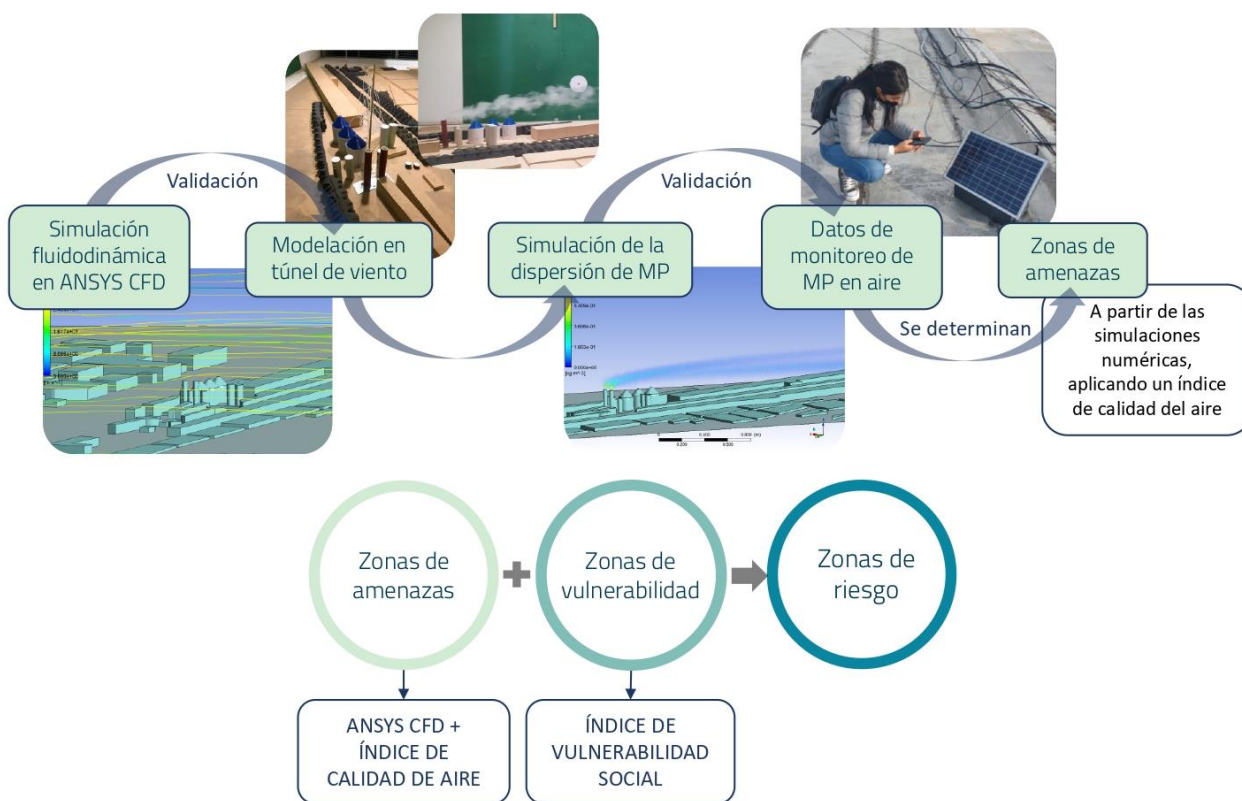 Validación
Validación
Simulación
fluidodinámica
en ANSYS CFD
Modelación en
túnel de viento
Simulación de la
dispersión de MP
Datos de
monitoreo de
MP en aire
Zonas de
amenazas
Se determinan
A partir de las
simulaciones
numéricas,
aplicando un índice
de calidad del aire
Zonas de
amenazas
Zonas de
vulnerabilidad
Zonas de
riesgo
ANSYS CFD +
ÍNDICE DE
CALIDAD DE AIRE
ÍNDICE DE
VULNERABILIDAD
SOCIAL